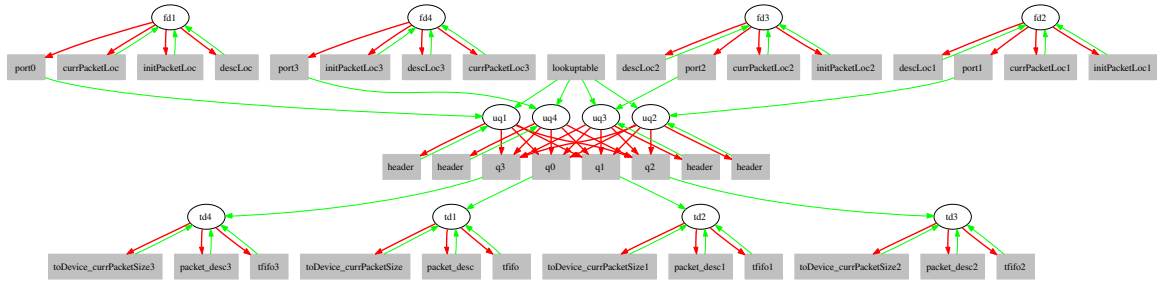 fd1 fd4 fd3 fd2
port0 currPacketLoc initPacketLoc descLoc port3 initPacketLoc3 descLoc3 currPacketLoc3 lookuptable descLoc2 port2 currPacketLoc2 initPacketLoc2 descLoc1 port1 currPacketLoc1 initPacketLoc1
uq1 uq4 uq3 uq2
header header q3 q0 q1 q2 header header
td4 td1 td2 td3
toDevice_currPacketSize3 packet_desc3 tfifo3 toDevice_currPacketSize packet_desc tfifo toDevice_currPacketSize1 packet_desc1 tfifo1 toDevice_currPacketSize2 packet_desc2 tfifo2